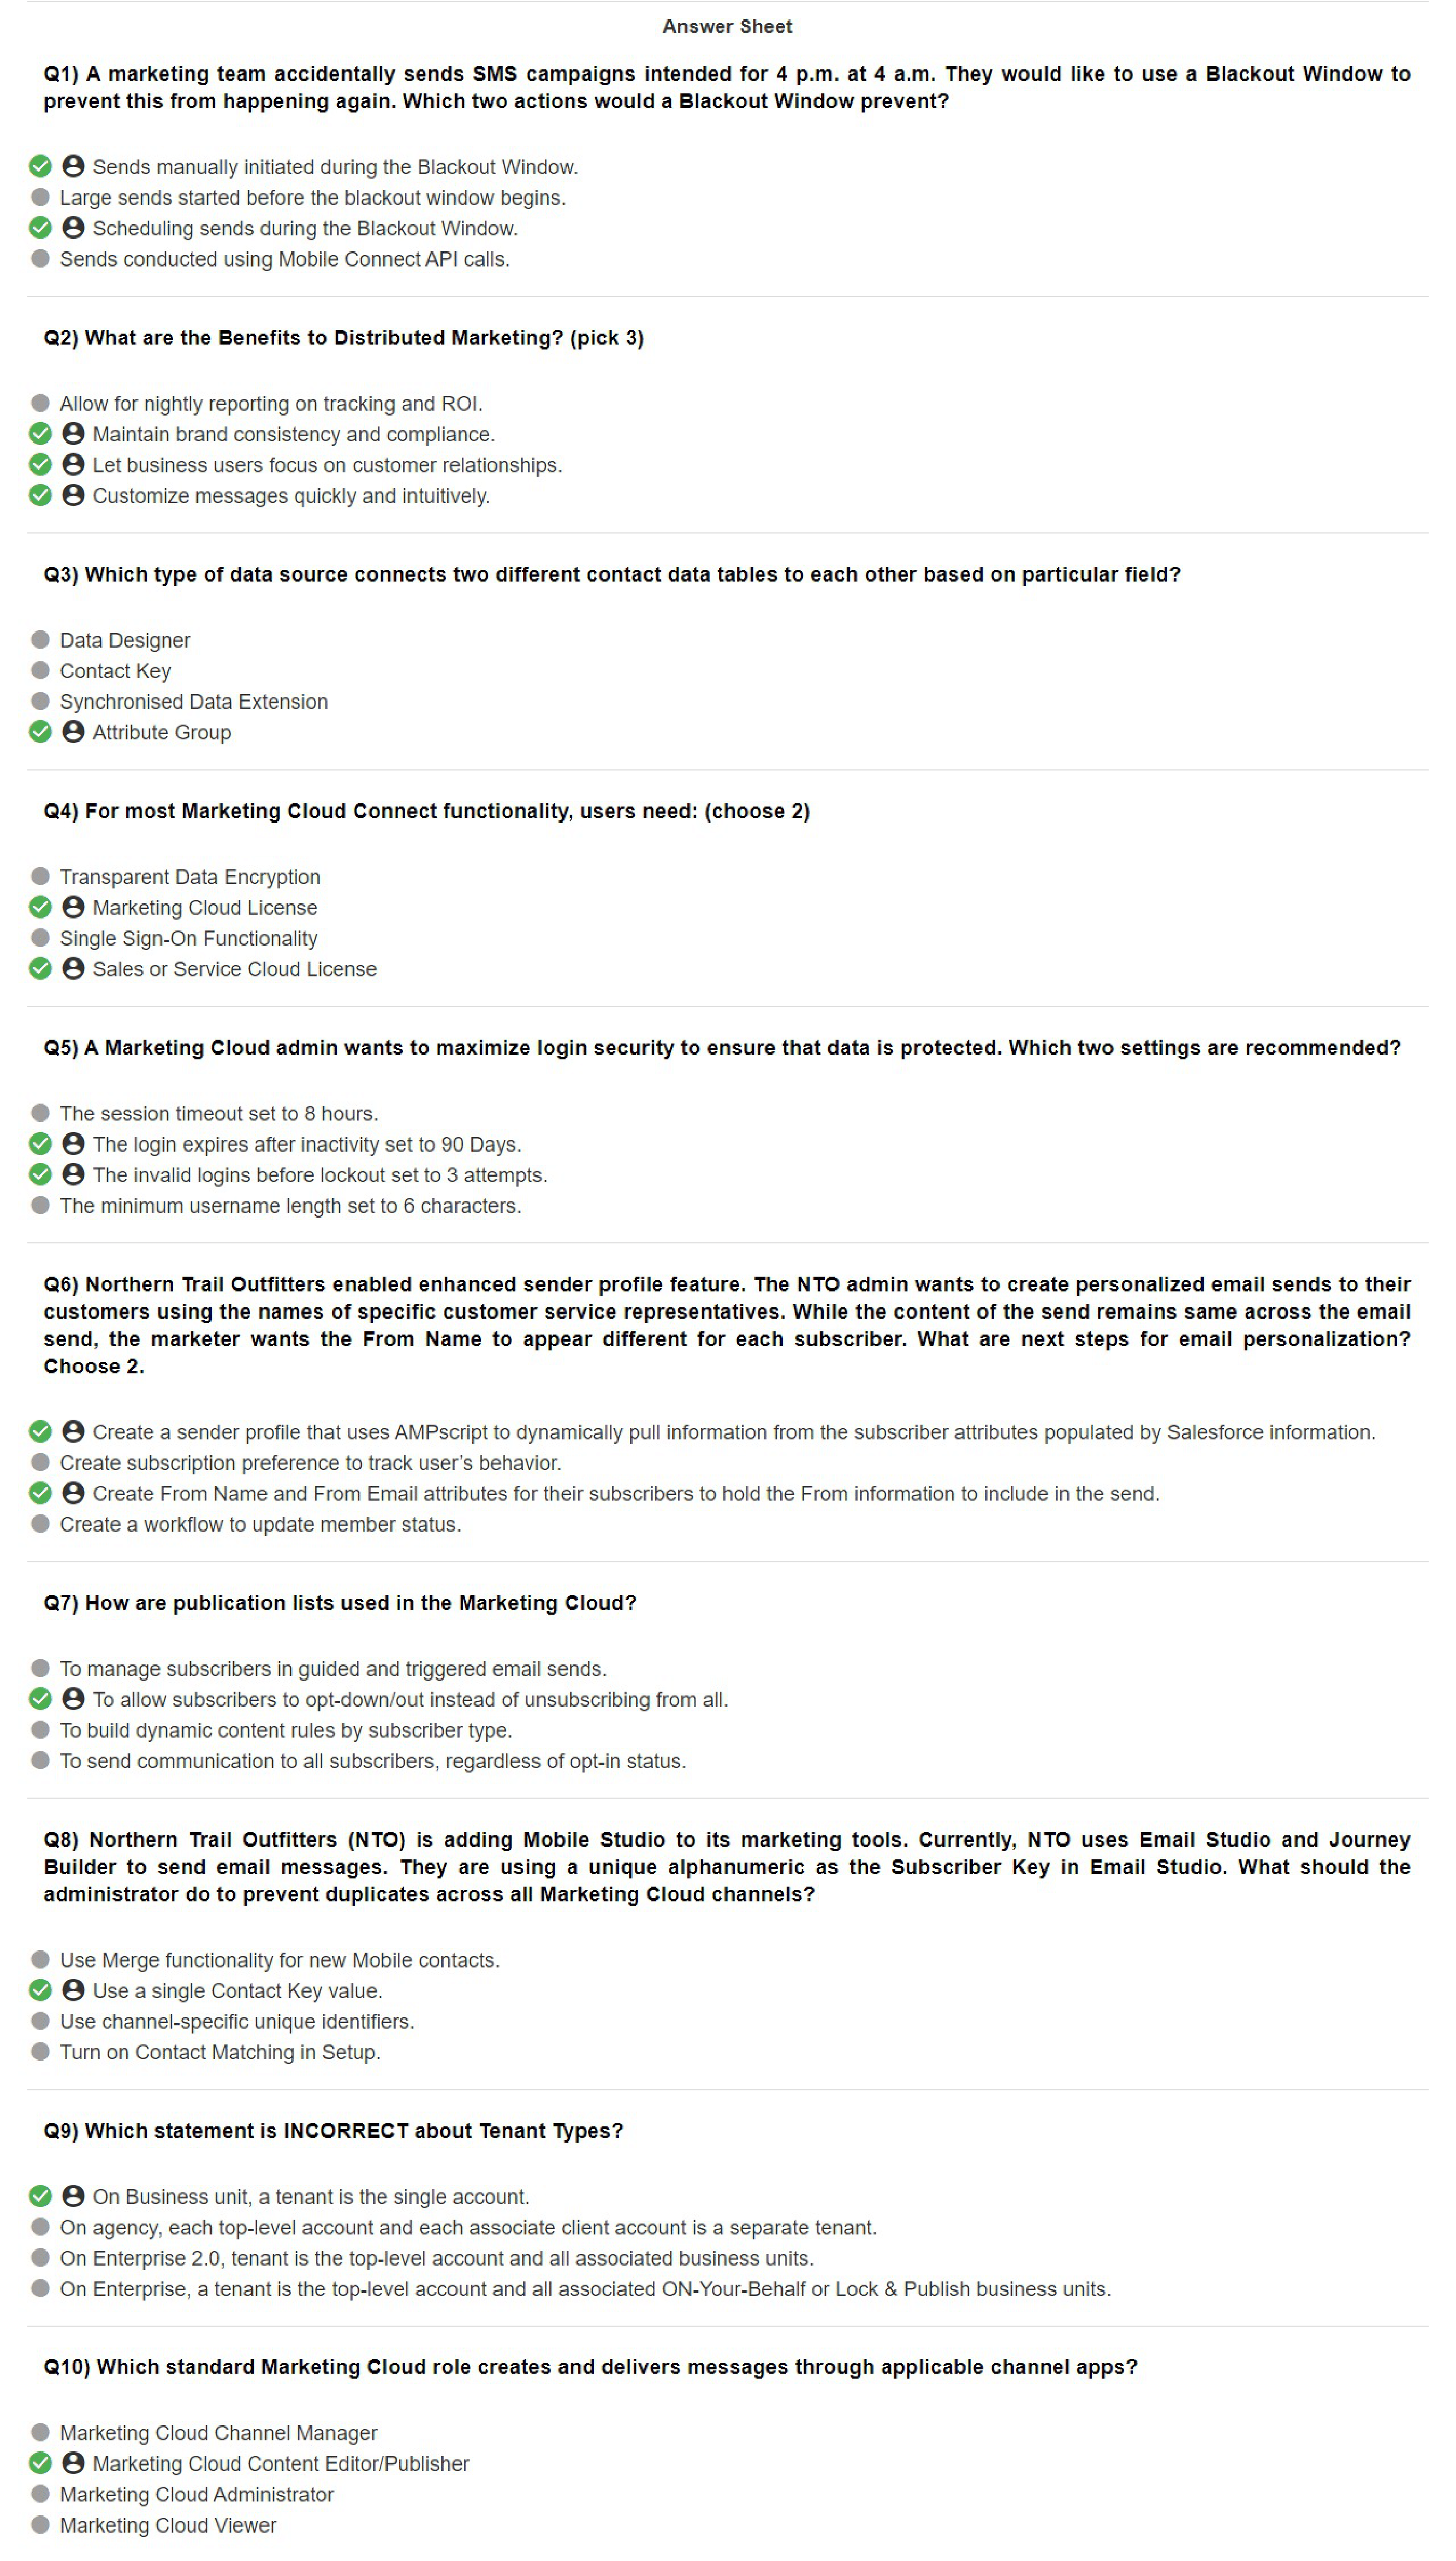 Answer Sheet
Q1) A marketing team accidentally sends SMS campaigns intended for 4 p.m. at 4 a.m. They would like to use a Blackout Window to
prevent this from happening again. Which two actions would a Blackout Window prevent?
Sends manually initiated during the Blackout Window.
Large sends started before the blackout window begins.
Scheduling sends during the Blackout Window.
Sends conducted using Mobile Connect API calls.
Q2) What are the Benefits to Distributed Marketing? (pick 3)
Allow for nightly reporting on tracking and ROI.
Maintain brand consistency and compliance.
Let business users focus on customer relationships.
Customize messages quickly and intuitively.
Q3) Which type of data source connects two different contact data tables to each other based on particular field?
Data Designer
Contact Key
Synchronised Data Extension
Attribute Group
Q4) For most Marketing Cloud Connect functionality, users need: (choose 2)
Transparent Data Encryption
Marketing Cloud License
Single Sign-On Functionality
Sales or Service Cloud License
Q5) A Marketing Cloud admin wants to maximize login security to ensure that data is protected. Which two settings are recommended?
The session timeout set to 8 hours.
The login expires after inactivity set to 90 Days.
The invalid logins before lockout set to 3 attempts.
The minimum username length set to 6 characters.
Q6) Northern Trail Outfitters enabled enhanced sender profile feature. The NTO admin wants to create personalized email sends to their
customers using the names of specific customer service representatives. While the content of the send remains same across the email
send, the marketer wants the From Name to appear different for each subscriber. What are next steps for email personalization?
Choose 2.
Create a sender profile that uses AMPscript to dynamically pull information from the subscriber attributes populated by Salesforce information.
Create subscription preference to track user's behavior.
Create From Name and From Email attributes for their subscribers to hold the From information to include in the send.
Create a workflow to update member status.
Q7) How are publication lists used in the Marketing Cloud?
To manage subscribers in guided and triggered email sends.
To allow subscribers to opt-down/out instead of unsubscribing from all.
To build dynamic content rules by subscriber type.
To send communication to all subscribers, regardless of opt-in status.
Q8) Northern Trail Outfitters (NTO) is adding Mobile Studio to its marketing tools. Currently, NTO uses Email Studio and Journey
Builder to send email messages. They are using a unique alphanumeric as the Subscriber Key in Email Studio. What should the
administrator do to prevent duplicates across all Marketing Cloud channels?
Use Merge functionality for new Mobile contacts.
Use a single Contact Key value.
Use channel-specific unique identifiers.
Turn on Contact Matching in Setup.
Q9) Which statement is INCORRECT about Tenant Types?
On Business unit, a tenant is the single account.
On agency, each top-level account and each associate client account is a separate tenant.
On Enterprise 2.0, tenant is the top-level account and all associated business units.
On Enterprise, a tenant is the top-level account and all associated ON-Your-Behalf or Lock & Publish business units.
Q10) Which standard Marketing Cloud role creates and delivers messages through applicable channel apps?
Marketing Cloud Channel Manager
Marketing Cloud Content Editor/Publisher
Marketing Cloud Administrator
Marketing Cloud Viewer